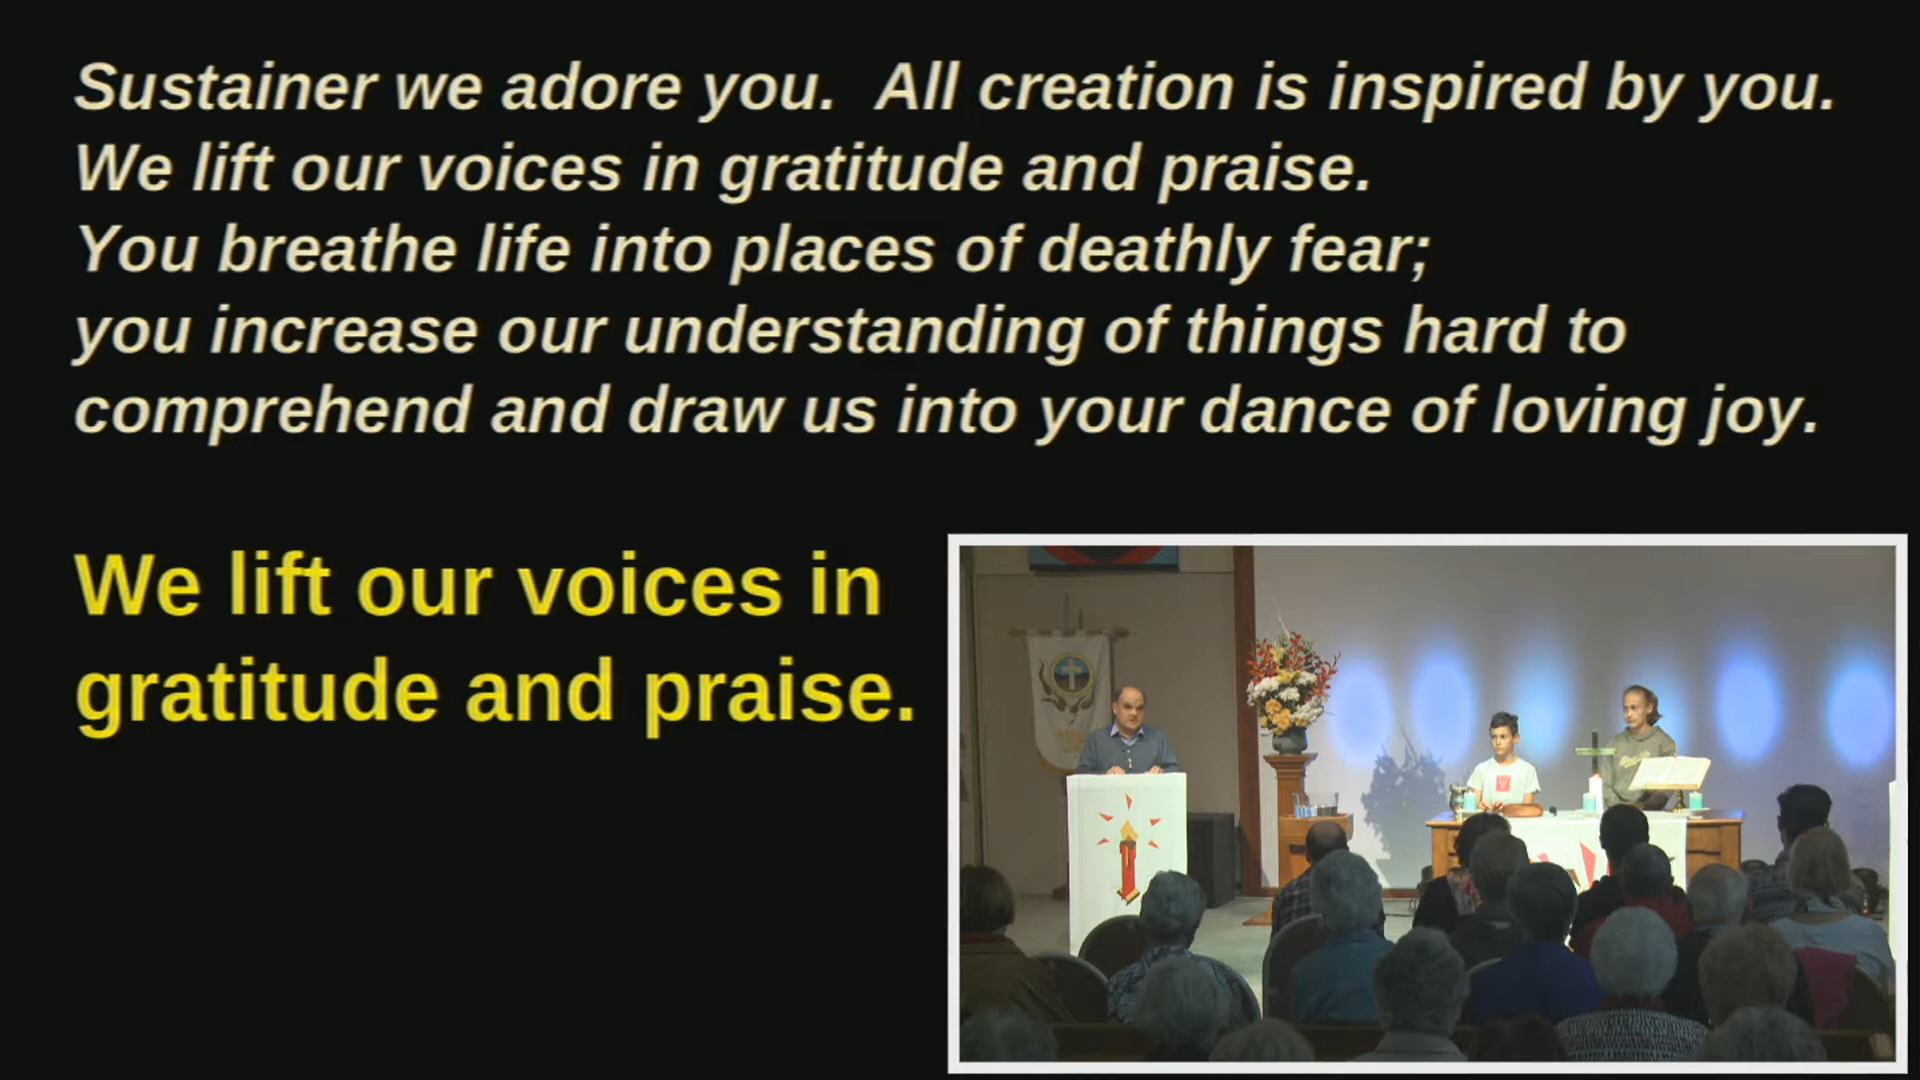 Sustainer we adore you.  All creation is inspired by you.
We lift our voices in gratitude and praise.
You breathe life into places of deathly fear;
you increase our understanding of things hard to
comprehend and draw us into your dance of loving joy.
We lift our voices in
gratitude and praise.